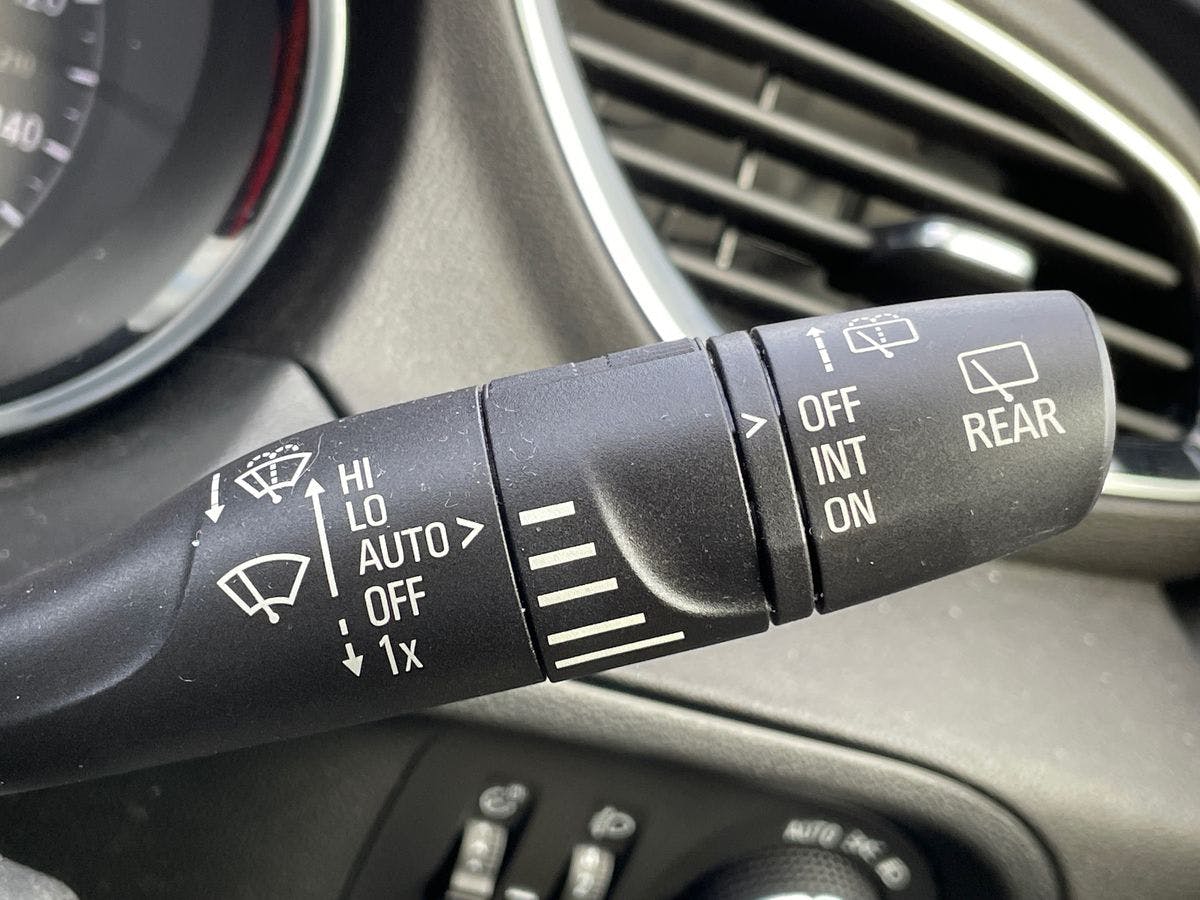 HI
LO
AUTO >
OFF
1x
>
OFF
INT
ON
REAR
AUTO